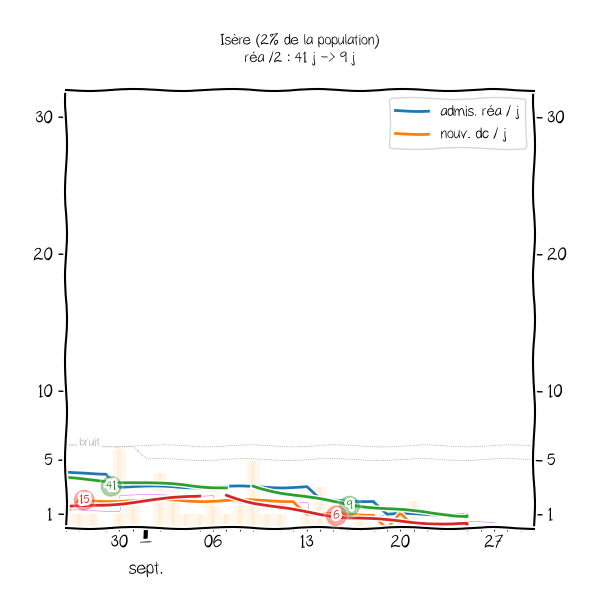 Isère (2% de la population)
réa /2 : 41 j -> 9 j
admis. réa / j
nouv. dc / j
30 30
20 20
10 10
bruit
5 5
41
15
9
6
1 1
30 06 13 20 27
sept.